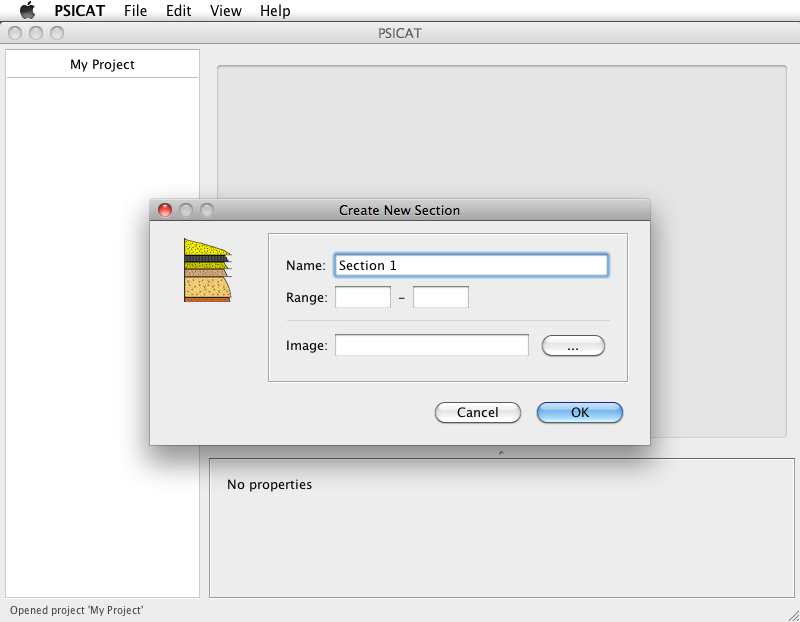 PSICAT File Edit View Help
PSICAT
My Project
Create New Section
Name: Section 1
Range: –
Image: ...
Cancel OK
No properties
Opened project 'My Project'